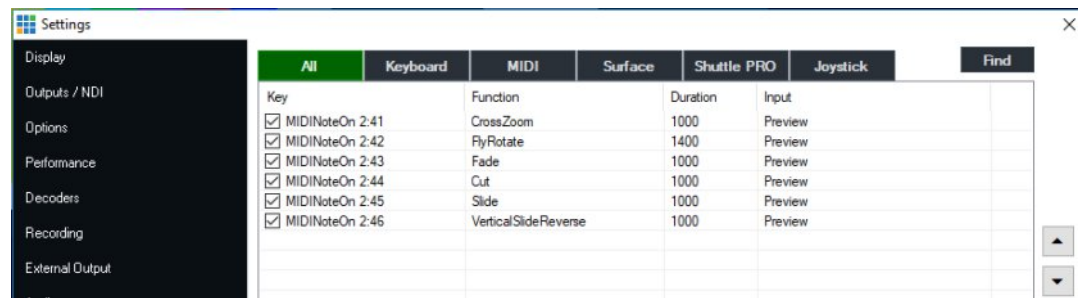 Settings
Display
Outputs / NDI
Options
Performance
Decoders
Recording
External Output
All Keyboard MIDI Surface Shuttle PRO Joystick Find
Key Function Duration Input
MIDINoteOn 2:41 CrossZoom 1000 Preview
MIDINoteOn 2:42 FlyRotate 1400 Preview
MIDINoteOn 2:43 Fade 1000 Preview
MIDINoteOn 2:44 Cut 1000 Preview
MIDINoteOn 2:45 Slide 1000 Preview
MIDINoteOn 2:46 VerticalSlideReverse 1000 Preview